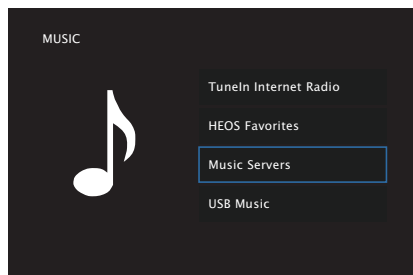 MUSIC
TuneIn Internet Radio
HEOS Favorites
Music Servers
USB Music